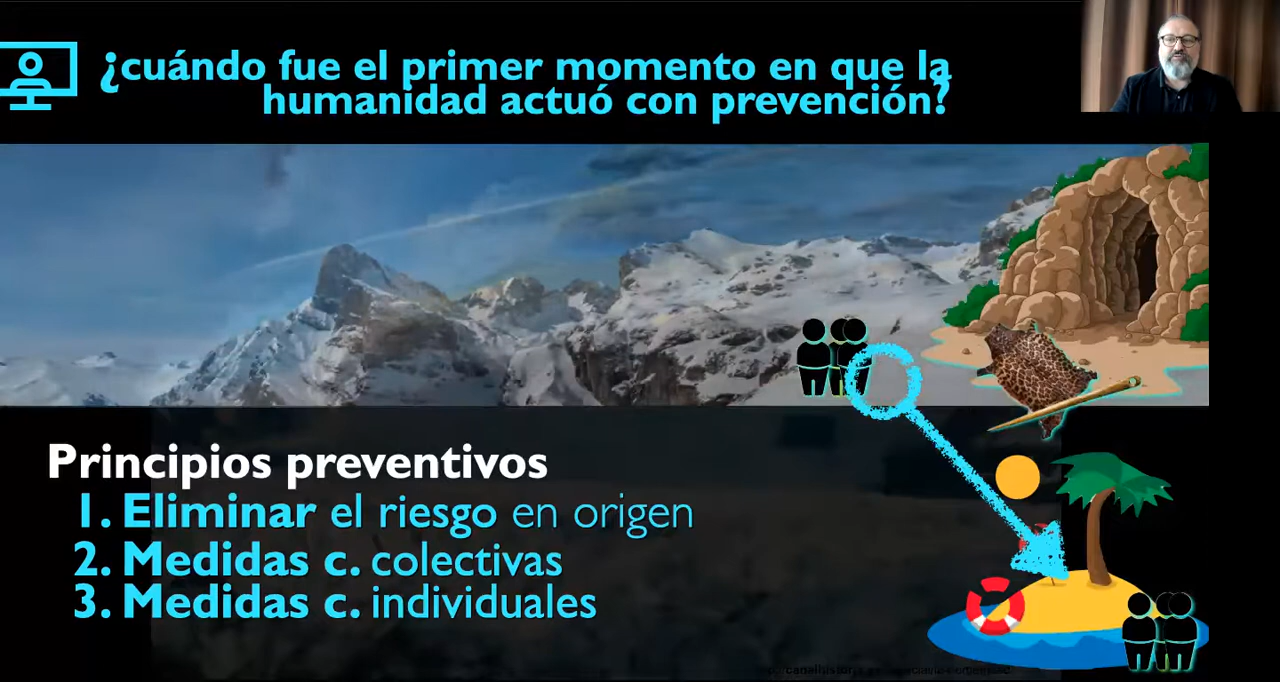 ¿cuándo fue el primer momento en que la
humanidad actuó con prevención?
Principios preventivos
1. Eliminar el riesgo en origen
2. Medidas c. colectivas
3. Medidas c. individuales